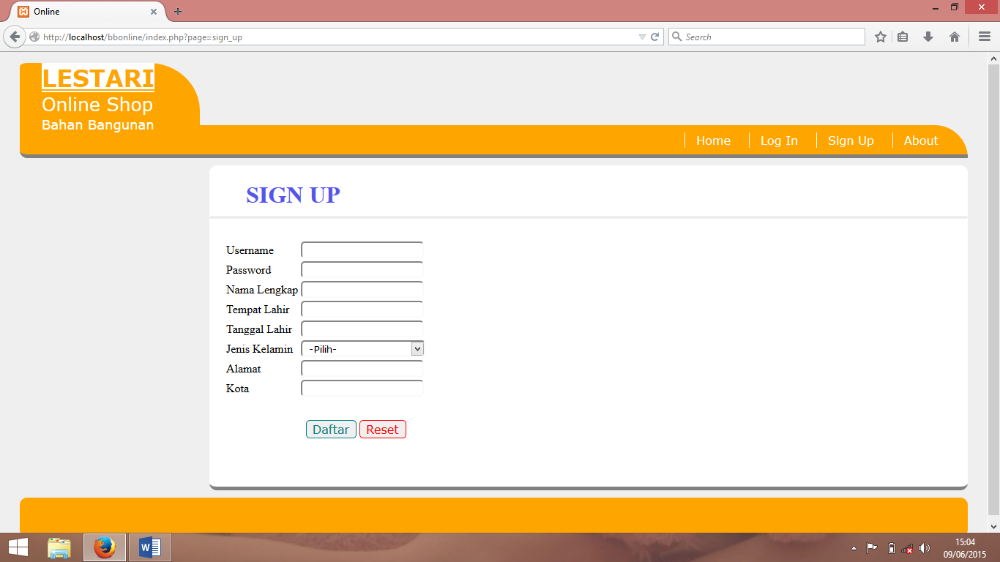 Online
http://localhost/bbonline/index.php?page=sign_up
Search
LESTARI
Online Shop
Bahan Bangunan
Home
Log In
Sign Up
About
SIGN UP
Username
Password
Nama Lengkap
Tempat Lahir
Tanggal Lahir
Jenis Kelamin -Pilih-
Alamat
Kota
Daftar Reset
15:04
09/06/2015